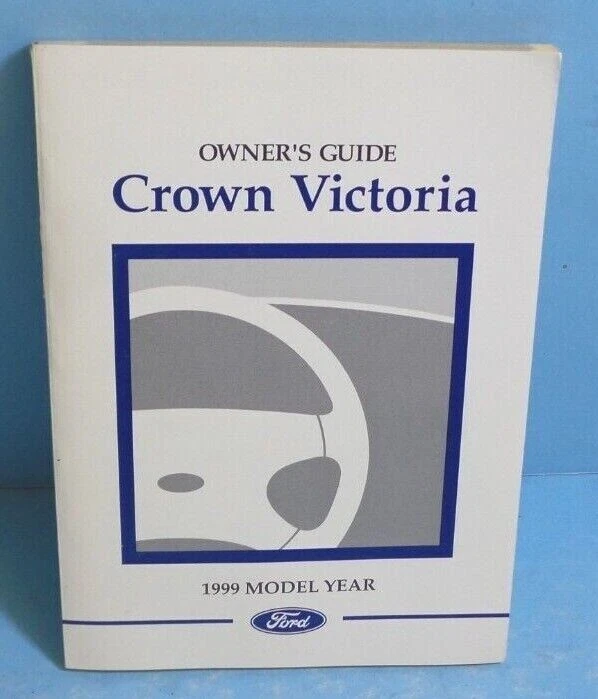 OWNER'S GUIDE
Crown Victoria
1999 MODEL YEAR
Ford